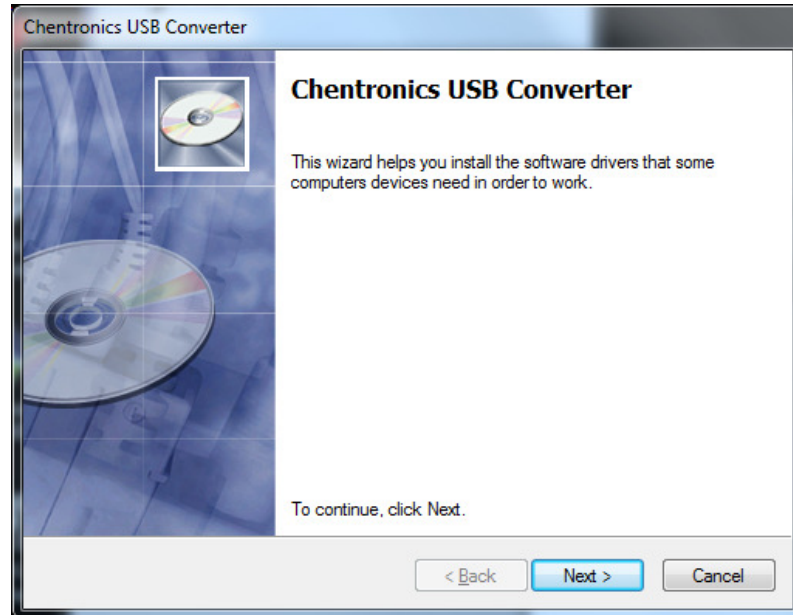 Chentronics USB Converter
Chentronics USB Converter
This wizard helps you install the software drivers that some
computers devices need in order to work.
To continue, click Next.
< Back
Next >
Cancel